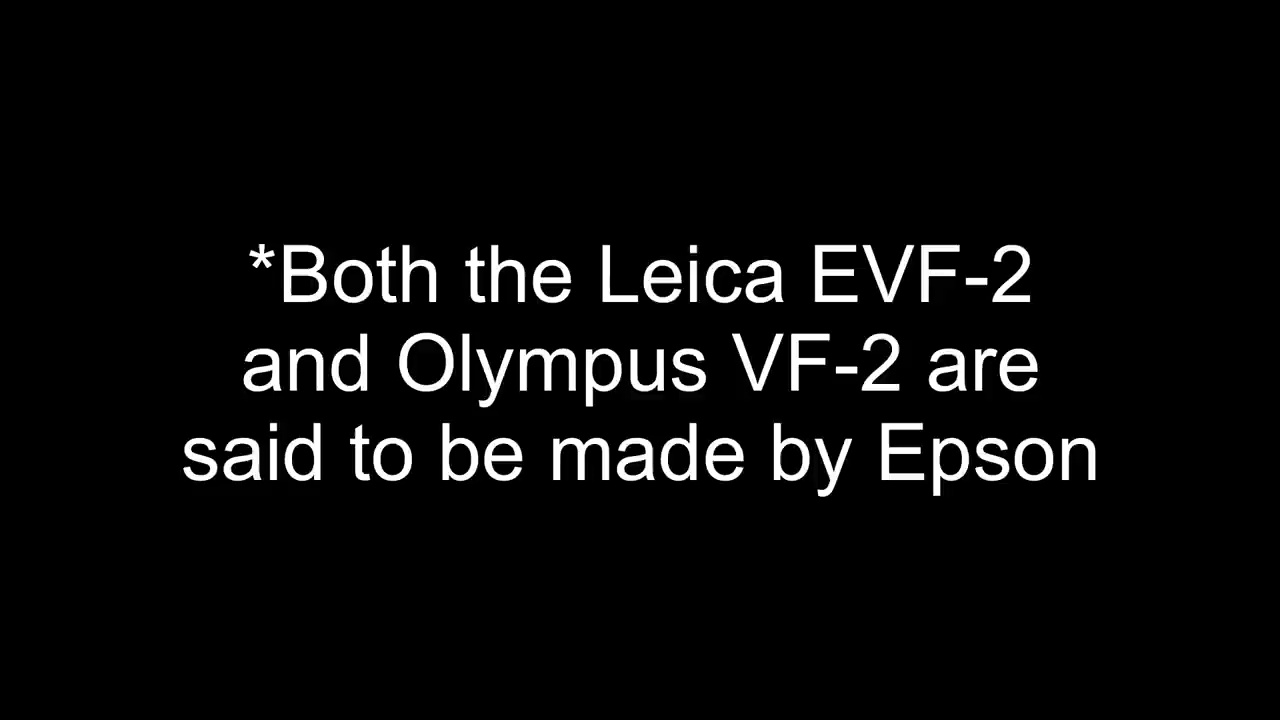 *Both the Leica EVF-2
and Olympus VF-2 are
said to be made by Epson